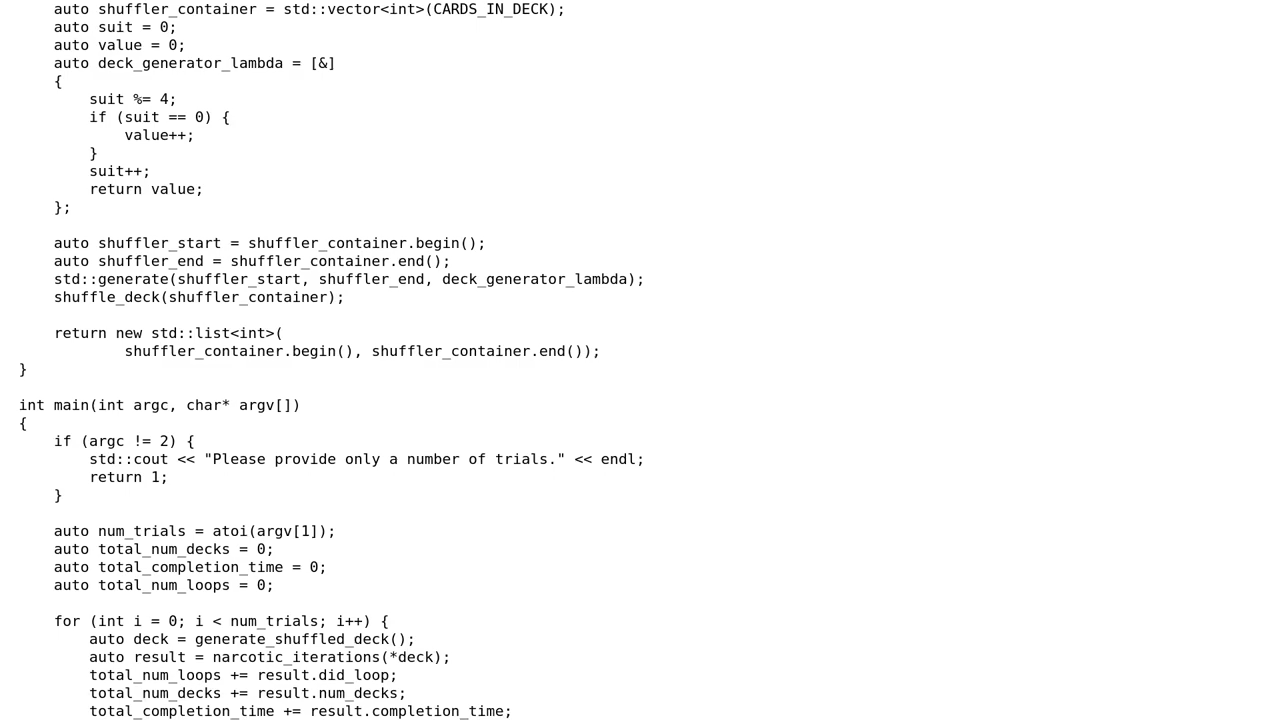 auto shuffler_container = std::vector<int>(CARDS_IN_DECK);
    auto suit = 0;
    auto value = 0;
    auto deck_generator_lambda = [&]
    {
        suit %= 4;
        if (suit == 0) {
            value++;
        }
        suit++;
        return value;
    };

    auto shuffler_start = shuffler_container.begin();
    auto shuffler_end = shuffler_container.end();
    std::generate(shuffler_start, shuffler_end, deck_generator_lambda);
    shuffle_deck(shuffler_container);

    return new std::list<int>(
            shuffler_container.begin(), shuffler_container.end());
}

int main(int argc, char* argv[])
{
    if (argc != 2) {
        std::cout << "Please provide only a number of trials." << endl;
        return 1;
    }

    auto num_trials = atoi(argv[1]);
    auto total_num_decks = 0;
    auto total_completion_time = 0;
    auto total_num_loops = 0;

    for (int i = 0; i < num_trials; i++) {
        auto deck = generate_shuffled_deck();
        auto result = narcotic_iterations(*deck);
        total_num_loops += result.did_loop;
        total_num_decks += result.num_decks;
        total_completion_time += result.completion_time;